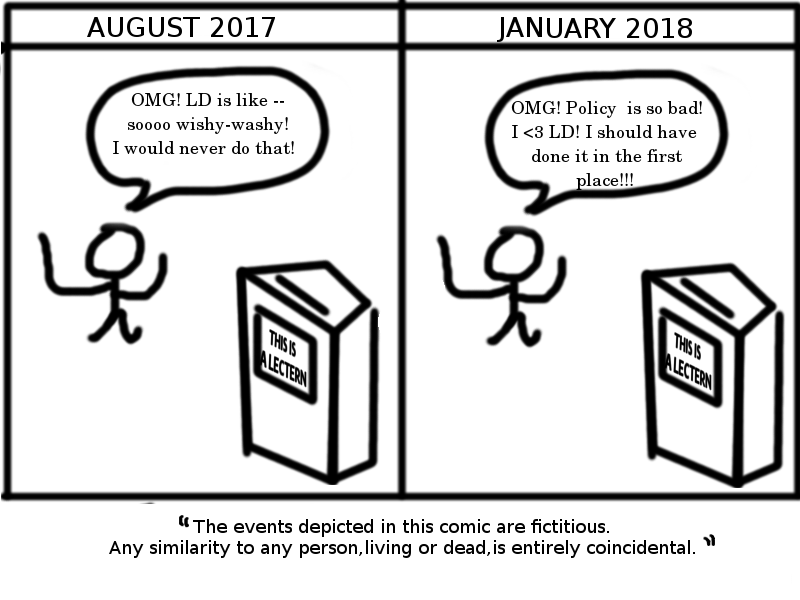 AUGUST 2017
OMG! LD is like --
soooo wishy-washy!
I would never do that!
THIS IS
A LECTERN
JANUARY 2018
OMG! Policy  is so bad!
I <3 LD! I should have
done it in the first
place!!!
THIS IS
A LECTERN
“The events depicted in this comic are fictitious.
Any similarity to any person,living or dead,is entirely coincidental. ”